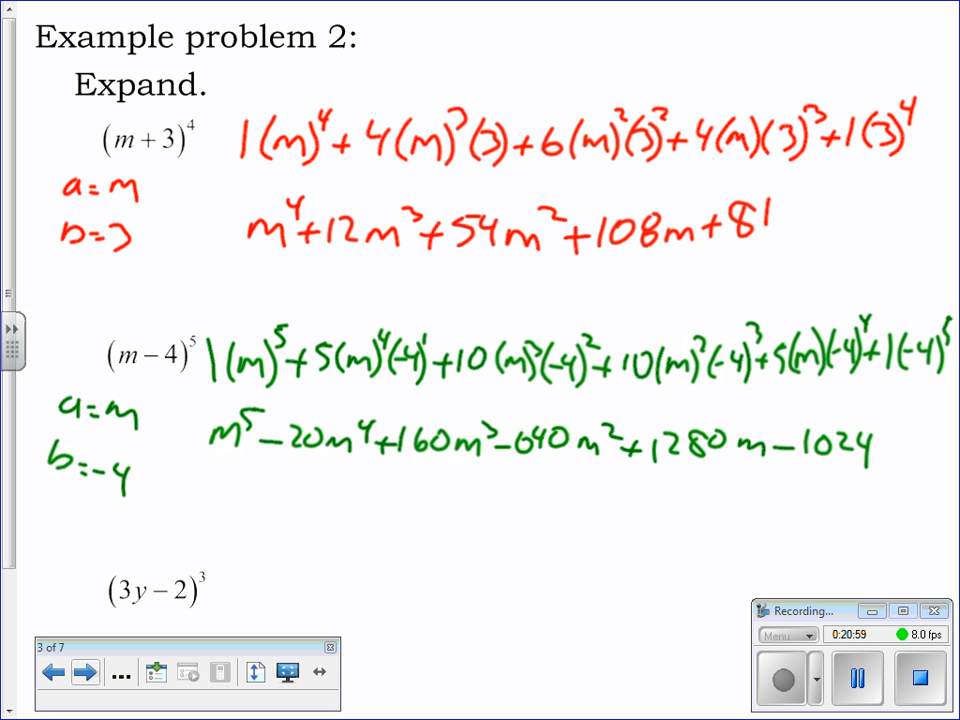 Example problem 2:
Expand.
(m + 3)^4 1(m)^4 + 4(m)^3(3) + 6(m)^2(3)^2 + 4(m)(3)^3 + 1(3)^4
a = m
b = 3 m^4 + 12m^3 + 54m^2 + 108m + 81
(m − 4)^5 1(m)^5 + 5(m)^4(-4)^1 + 10(m)^3(-4)^2 + 10(m)^2(-4)^3 + 5(m)(-4)^4 + 1(-4)^5
a = m
b = -4 m^5 - 20m^4 + 160m^3 - 640m^2 + 1280m - 1024
(3y − 2)^3
Recording...
Menu 0:20:59 8.0 fps
3 of 7